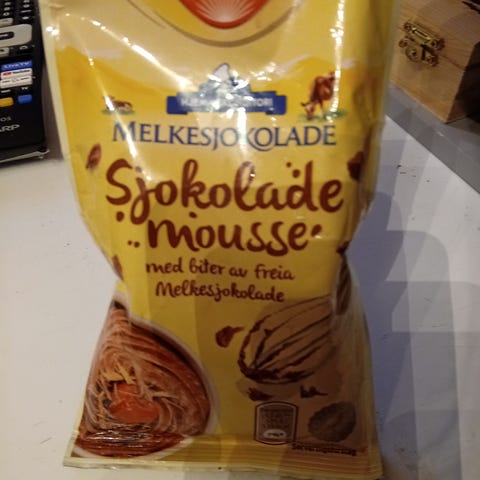 MELKESJOKOLADE
Sjokolade
mousse
med biter av Freia
Melkesjokolade